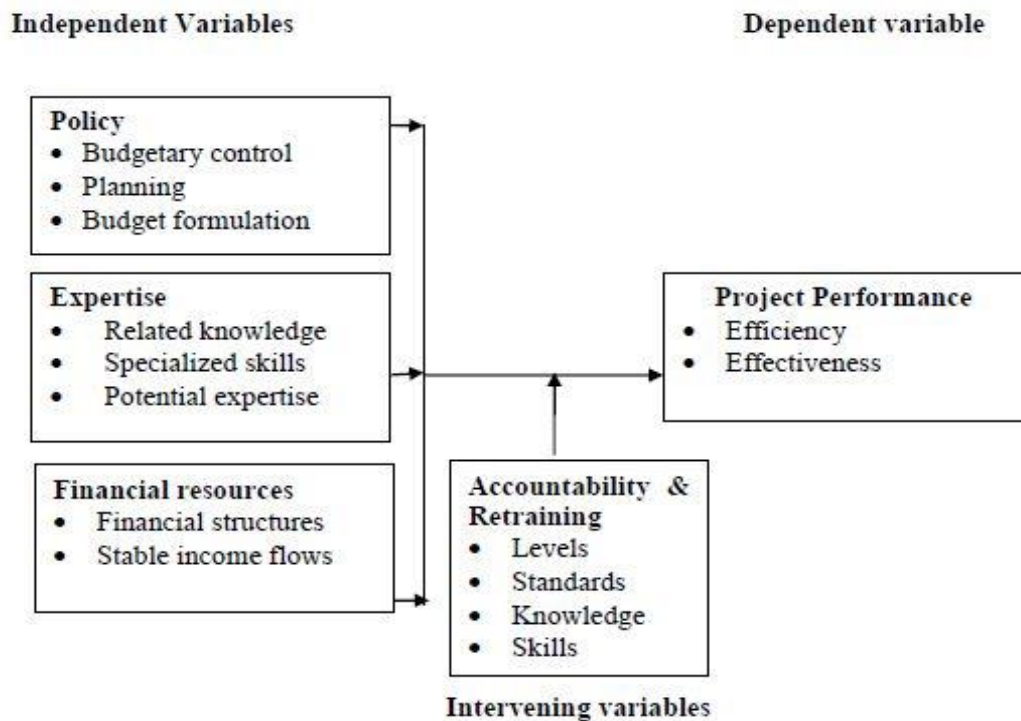 Independent Variables
Dependent variable
Policy
• Budgetary control
• Planning
• Budget formulation
Expertise
• Related knowledge
• Specialized skills
• Potential expertise
Financial resources
• Financial structures
• Stable income flows
Project Performance
• Efficiency
• Effectiveness
Accountability &
Retraining
• Levels
• Standards
• Knowledge
• Skills
Intervening variables